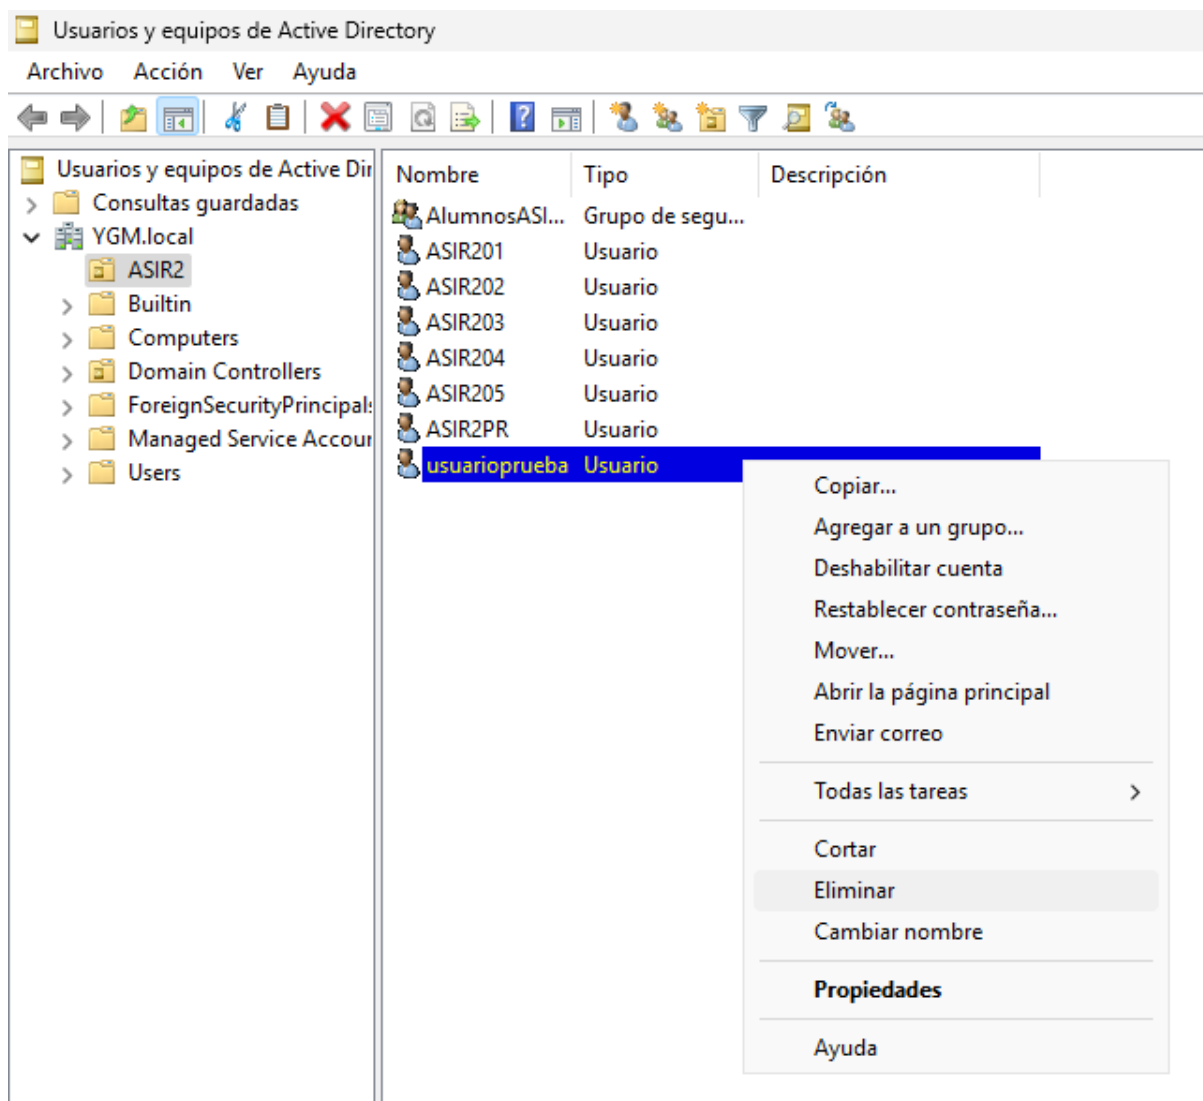 Usuarios y equipos de Active Directory
Archivo Acción Ver Ayuda
Usuarios y equipos de Active Dir
Consultas guardadas
YGM.local
ASIR2
Builtin
Computers
Domain Controllers
ForeignSecurityPrincipal
Managed Service Accour
Users
Nombre Tipo Descripción
AlumnosASI... Grupo de segu...
ASIR201 Usuario
ASIR202 Usuario
ASIR203 Usuario
ASIR204 Usuario
ASIR205 Usuario
ASIR2PR Usuario
usuarioprueba Usuario
Copiar...
Agregar a un grupo...
Deshabilitar cuenta
Restablecer contraseña...
Mover...
Abrir la página principal
Enviar correo
Todas las tareas
Cortar
Eliminar
Cambiar nombre
Propiedades
Ayuda